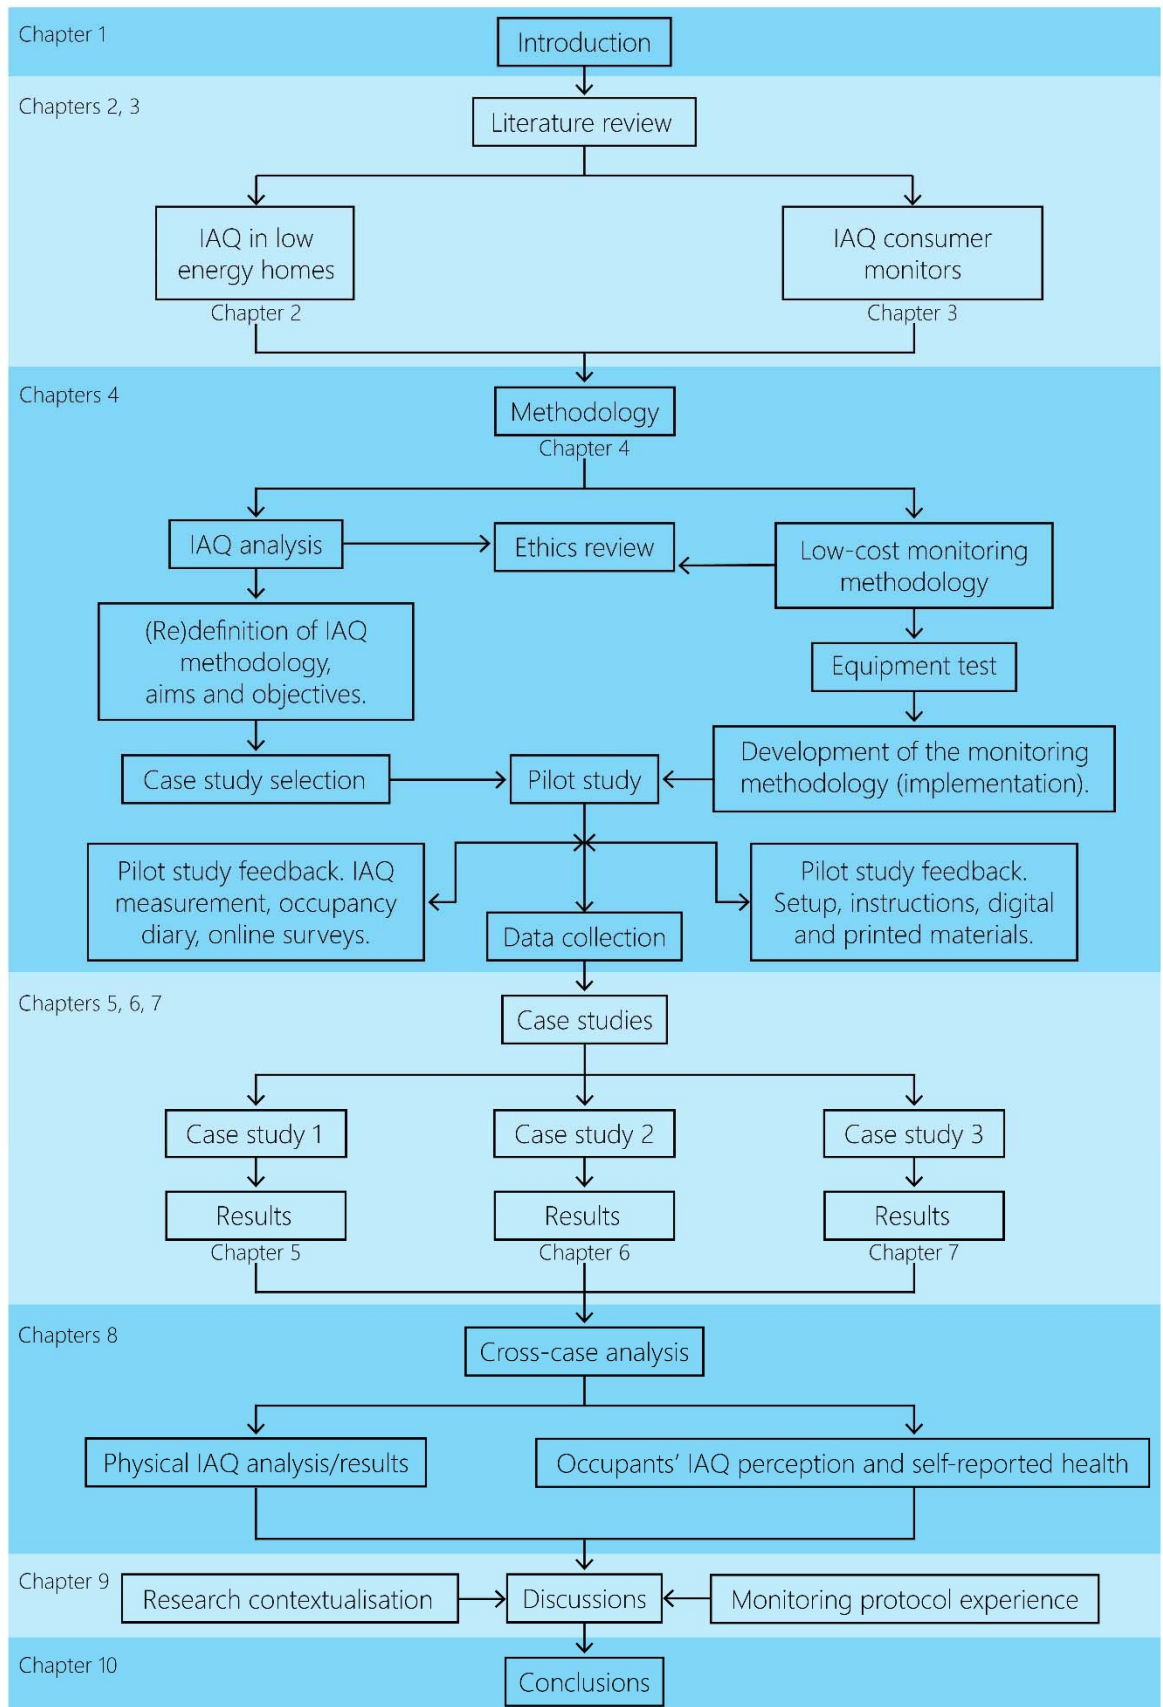 Chapter 1
Introduction
Chapters 2, 3
Literature review
IAQ in low
energy homes
Chapter 2
IAQ consumer
monitors
Chapter 3
Chapters 4
Methodology
Chapter 4
IAQ analysis
Ethics review
Low-cost monitoring
methodology
(Re)definition of IAQ
methodology,
aims and objectives.
Equipment test
Case study selection
Pilot study
Development of the monitoring
methodology (implementation).
Pilot study feedback. IAQ
measurement, occupancy
diary, online surveys.
Data collection
Pilot study feedback.
Setup, instructions, digital
and printed materials.
Chapters 5, 6, 7
Case studies
Case study 1
Case study 2
Case study 3
Results
Results
Results
Chapter 5
Chapter 6
Chapter 7
Chapters 8
Cross-case analysis
Physical IAQ analysis/results
Occupants’ IAQ perception and self-reported health
Chapter 9
Research contextualisation
Discussions
Monitoring protocol experience
Chapter 10
Conclusions